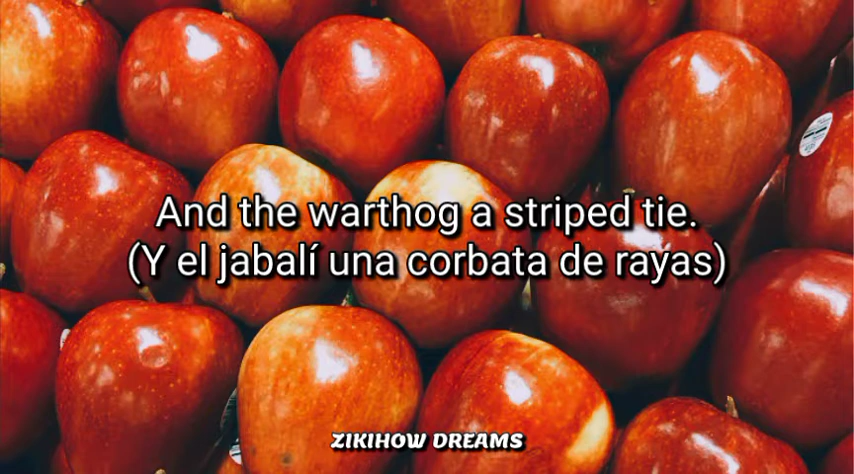 And the warthog a striped tie.
(Y el jabalí una corbata de rayas)
ZIKIHOW DREAMS